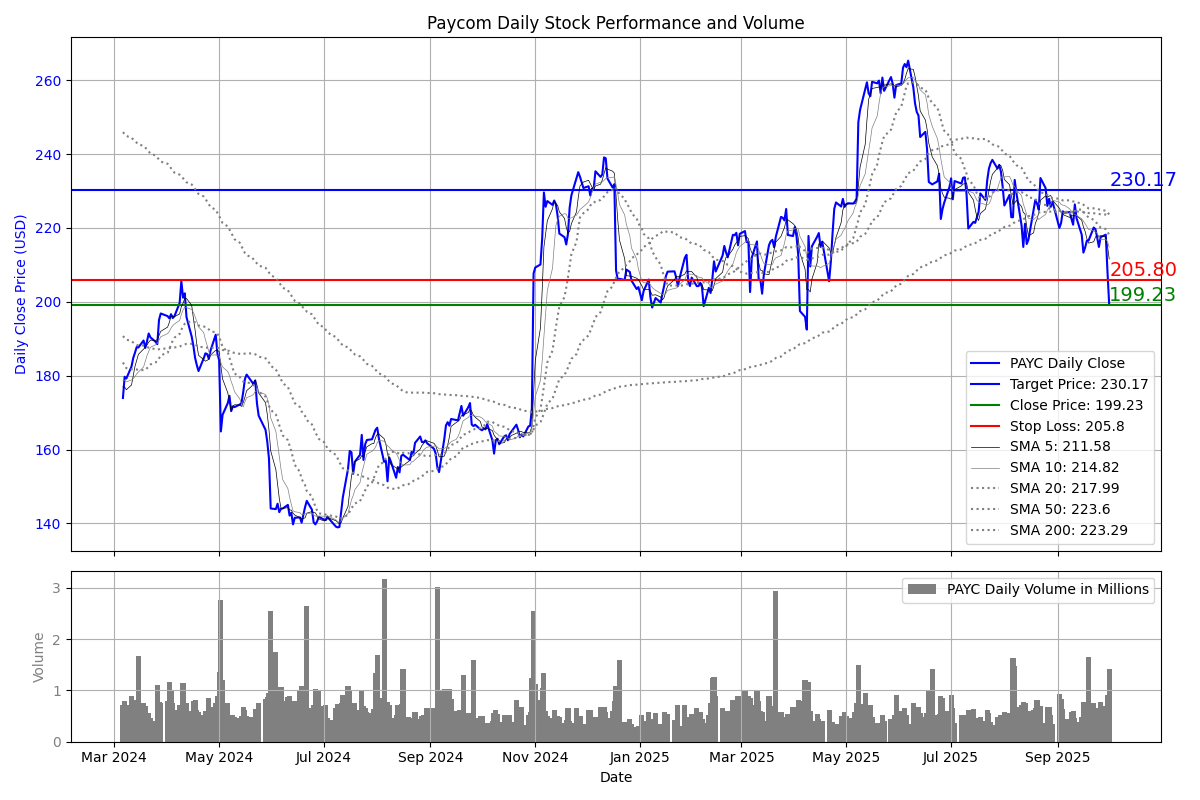 Paycom Daily Stock Performance and Volume
Daily Close Price (USD)
260
240
220
200
180
160
140
230.17
205.80
199.23
PAYC Daily Close
Target Price: 230.17
Close Price: 199.23
Stop Loss: 205.8
SMA 5: 211.58
SMA 10: 214.82
SMA 20: 217.99
SMA 50: 223.6
SMA 200: 223.29
Volume
3
2
1
0
PAYC Daily Volume in Millions
Mar 2024 May 2024 Jul 2024 Sep 2024 Nov 2024 Jan 2025 Mar 2025 May 2025 Jul 2025 Sep 2025
Date